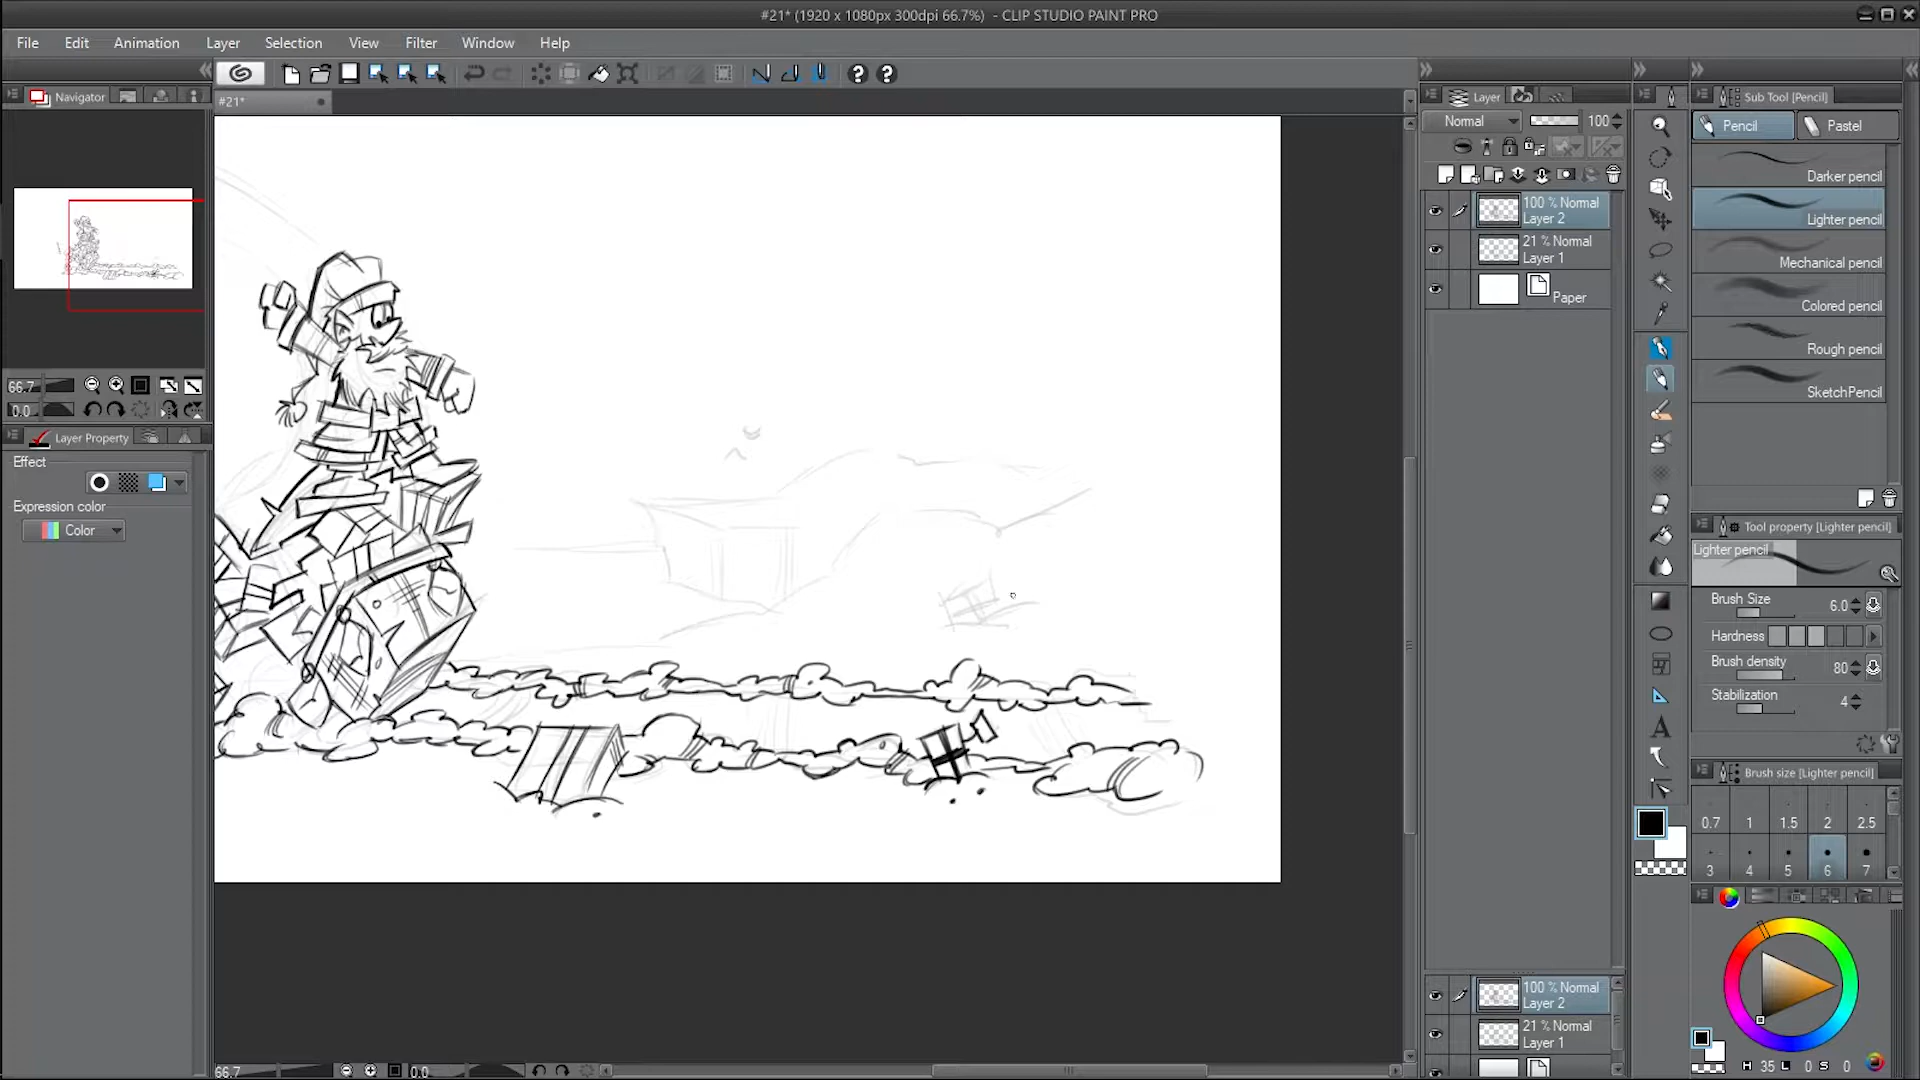 #21* (1920 x 1080px 300dpi 66.7%)  - CLIP STUDIO PAINT PRO
File Edit Animation Layer Selection View Filter Window Help
Navigator
#21*
Layer
Sub Tool [Pencil]
Normal 100
Pencil Pastel
Darker pencil
100 % Normal
Layer 2
Lighter pencil
21 % Normal
Layer 1
Mechanical pencil
Paper
Colored pencil
Rough pencil
SketchPencil
66.7
0.0
Layer Property
Effect
Expression color
Color
Tool property [Lighter pencil]
Lighter pencil
Brush Size 6.0
Hardness
Brush density 80
Stabilization 4
Brush size [Lighter pencil]
0.7 1 1.5 2 2.5
3 4 5 6 7
100 % Normal
Layer 2
21 % Normal
Layer 1
66.7 0.0
H 35 L 0 S 0